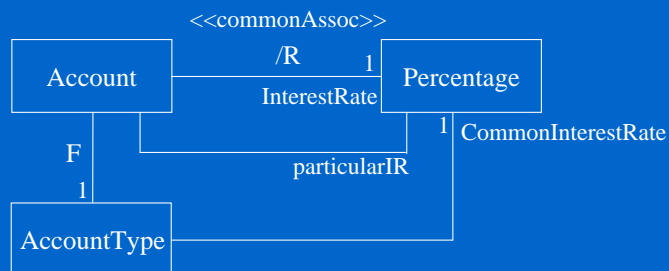 <<commonAssoc>>
/R
1
Account
Percentage
InterestRate
1
CommonInterestRate
F
particularIR
1
AccountType